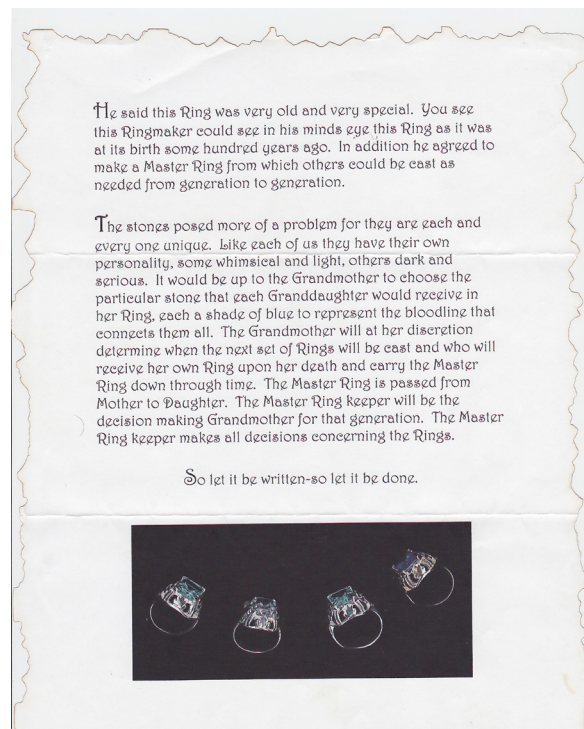 He said this Ring was very old and very special.  You see
this Ringmaker could see in his minds eye this Ring as it was
at its birth some hundred years ago.  In addition he agreed to
make a Master Ring from which others could be cast as
needed from generation to generation.
The stones posed more of a problem for they are each and
every one unique.  Like each of us they have their own
personality, some whimsical and light, others dark and
serious.  It would be up to the Grandmother to choose the
particular stone that each Granddaughter would receive in
her Ring, each a shade of blue to represent the bloodline that
connects them all.  The Grandmother will at her discretion
determine when the next set of Rings will be cast and who will
receive her own Ring upon her death and carry the Master
Ring down through time.  The Master Ring is passed from
Mother to Daughter.  The Master Ring keeper will be the
decision making Grandmother for that generation.  The Master
Ring keeper makes all decisions concerning the Rings.
So let it be written-so let it be done.